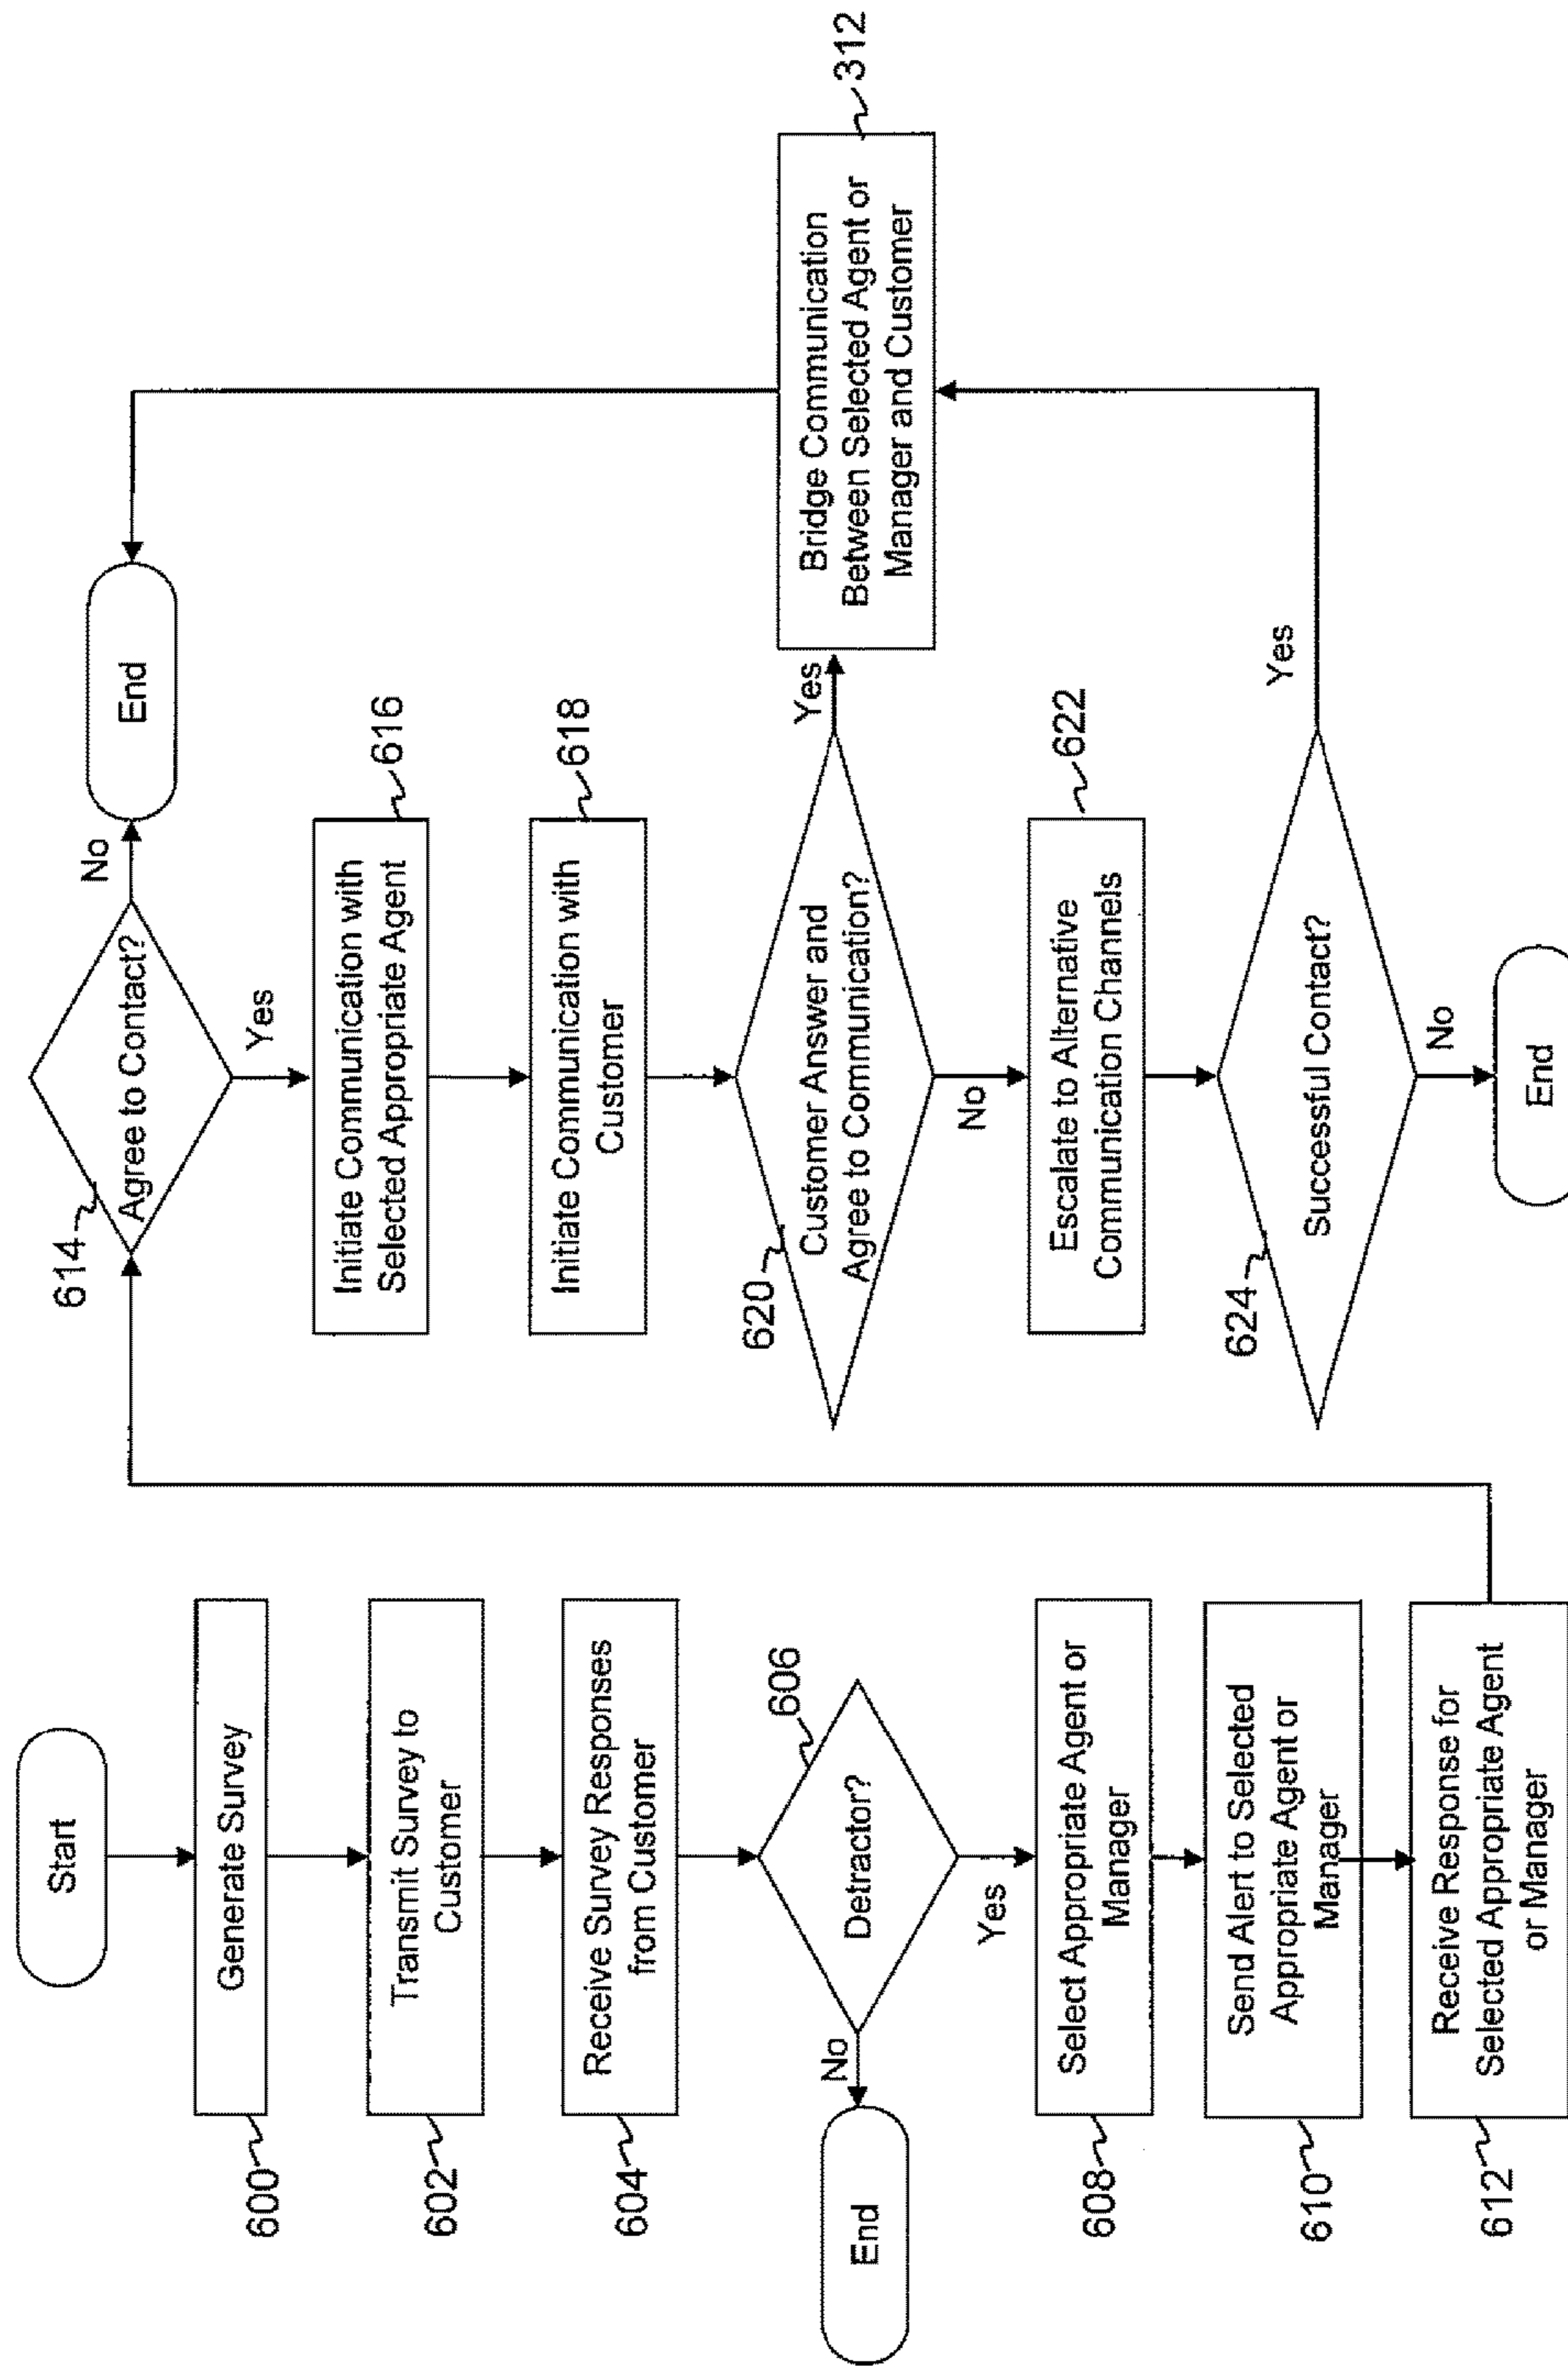 Start
Generate Survey
600
Transmit Survey to
Customer
602
Receive Survey Responses
from Customer
604
Detractor?
606
No
End
Yes
Select Appropriate Agent or
Manager
608
Send Alert to Selected
Appropriate Agent or
Manager
610
Receive Response for
Selected Appropriate Agent
or Manager
612
614
Agree to Contact?
No
End
Yes
Initiate Communication with
Selected Appropriate Agent
616
Initiate Communication with
Customer
618
620
Customer Answer and
Agree to Communication?
Yes
Bridge Communication
Between Selected Agent or
Manager and Customer
312
No
Escalate to Alternative
Communication Channels
622
624
Successful Contact?
Yes
No
End